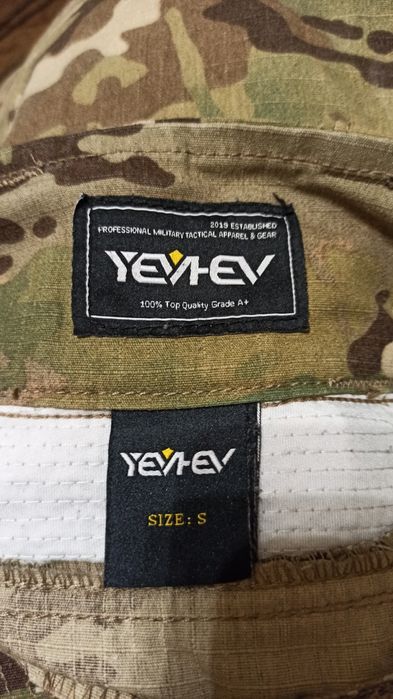 2019 ESTABLISHED
PROFESSIONAL MILITARY TACTICAL APPAREL & GEAR
YEVHEV
100% Top Quality Grade A+
YEVHEV
SIZE: S